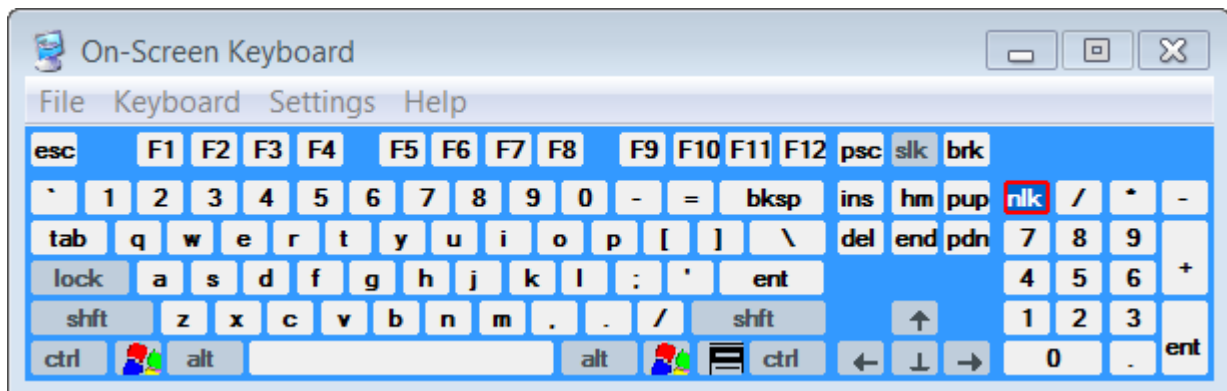 On-Screen Keyboard
File Keyboard Settings Help
esc F1 F2 F3 F4 F5 F6 F7 F8 F9 F10 F11 F12 psc slk brk
` 1 2 3 4 5 6 7 8 9 0 - = bksp ins hm pup nlk / * -
tab q w e r t y u i o p [ ] \ del end pdn 7 8 9 +
lock a s d f g h j k l ; ' ent 4 5 6
shft z x c v b n m , . / shft ↑ 1 2 3 ent
ctrl alt alt ctrl ← ↓ → 0 .